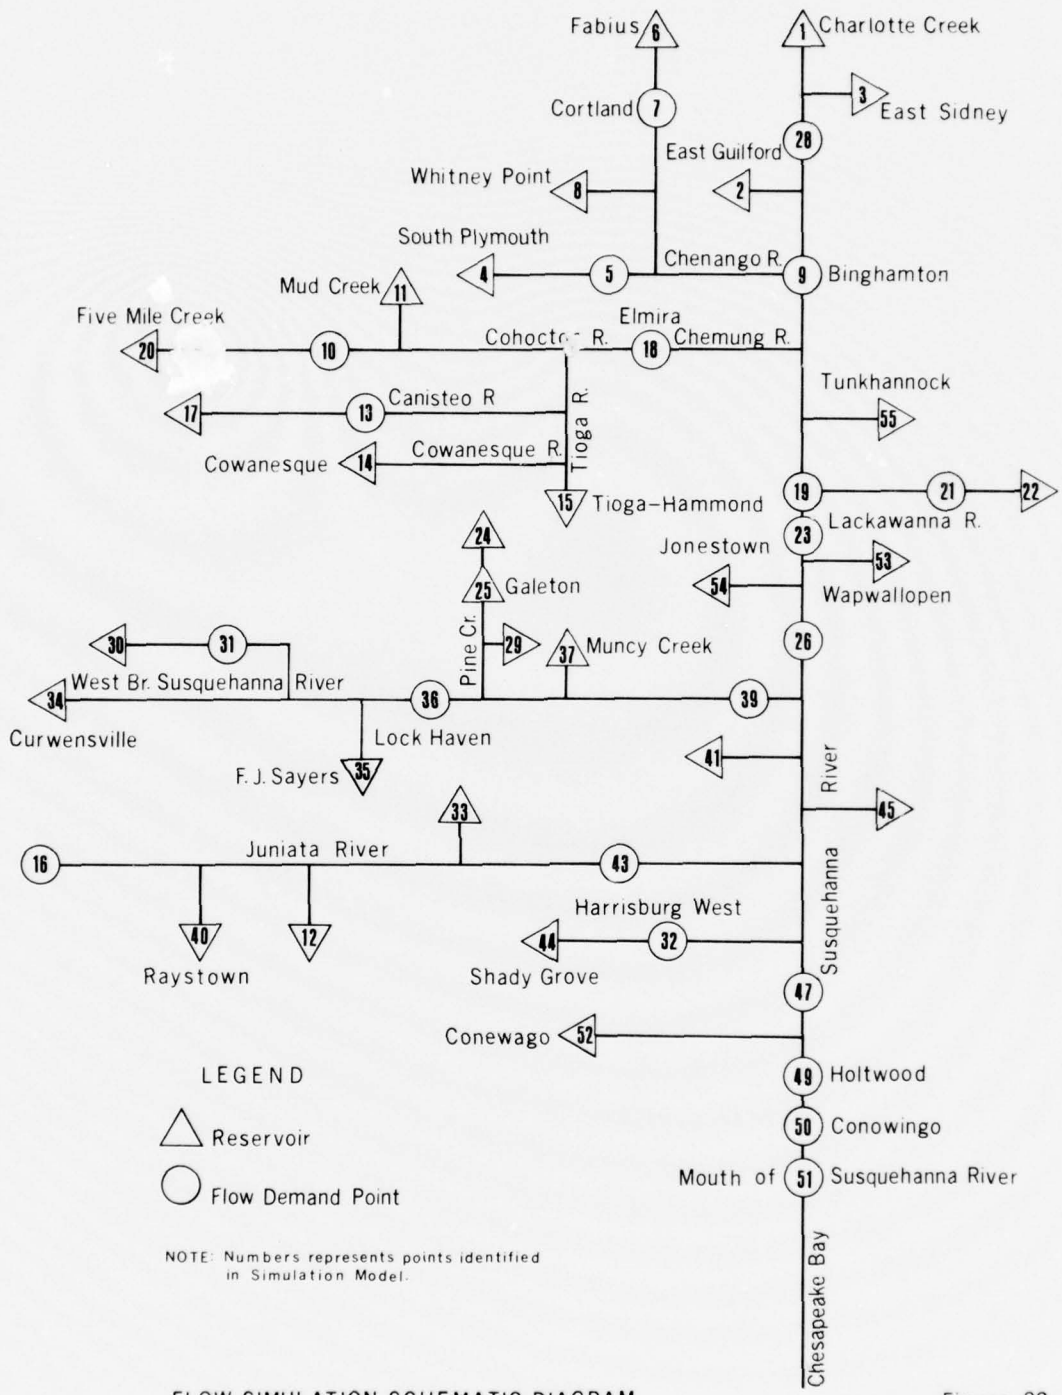 Fabius 6 1 Charlotte Creek
3
Cortland 7 East Sidney
28
East Guilford
Whitney Point 8 2
South Plymouth
4 5 Chenango R. 9 Binghamton
Mud Creek 11
Five Mile Creek Elmira
20 10 R. 18 Chemung R.
Tunkhannock
17 13 Canisteo R 55
Tioga R.
Cowanesque 14 Cowanesque R.
15 Tioga-Hammond 19 21 22
Lackawanna R.
24 23
Jonestown 53
25 Galeton 54 Wapwallopen
30 31 Pine Cr. 29 37 Muncy Creek 26
West Br. Susquehanna River
34 36 39
Curwensville Lock Haven
F. J. Sayers 35 41 River
33 45
16 Juniata River 43
Susquehanna
Harrisburg West
40 12 44 32
Raystown Shady Grove
47
Conewago 52
LEGEND 49 Holtwood
Reservoir 50 Conowingo
Flow Demand Point Mouth of 51 Susquehanna River
NOTE: Numbers represents points identified
in Simulation Model.
Chesapeake Bay
FLOW SIMULATION SCHEMATIC DIAGRAM